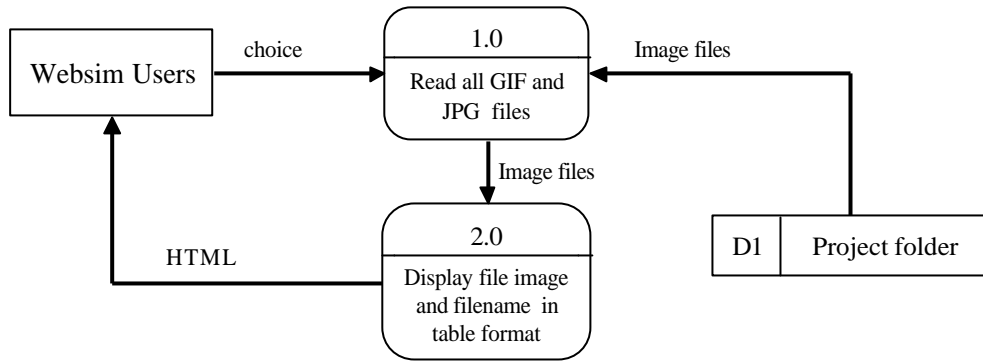 Websim Users
choice
1.0
Read all GIF and
JPG files
Image files
Image files
2.0
Display file image
and filename in
table format
HTML
D1
Project folder